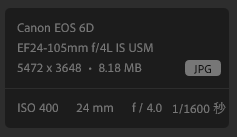 Canon EOS 6D
EF24-105mm f/4L IS USM
5472 x 3648 • 8.18 MB JPG
ISO 400 24 mm f / 4.0 1/1600 秒